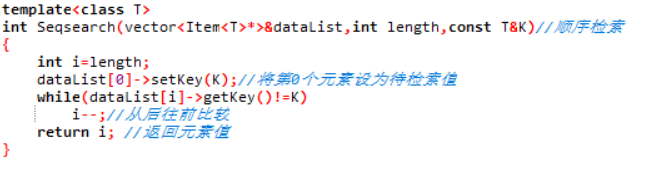 template<class T>
int Seqsearch(vector<Item<T>*>&dataList,int length,const T&K)//顺序检索
{
    int i=length;
    dataList[0]->setKey(K);//将第0个元素设为待检索值
    while(dataList[i]->getKey()!=K)
        i--;//从后往前比较
    return i; //返回元素值
}